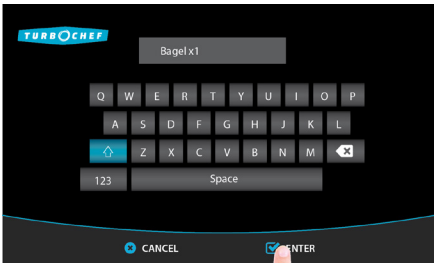 TURBOCHEF
Bagel x1
Q W E R T Y U I O P
A S D F G H J K L
Z X C V B N M
123 Space
CANCEL ENTER